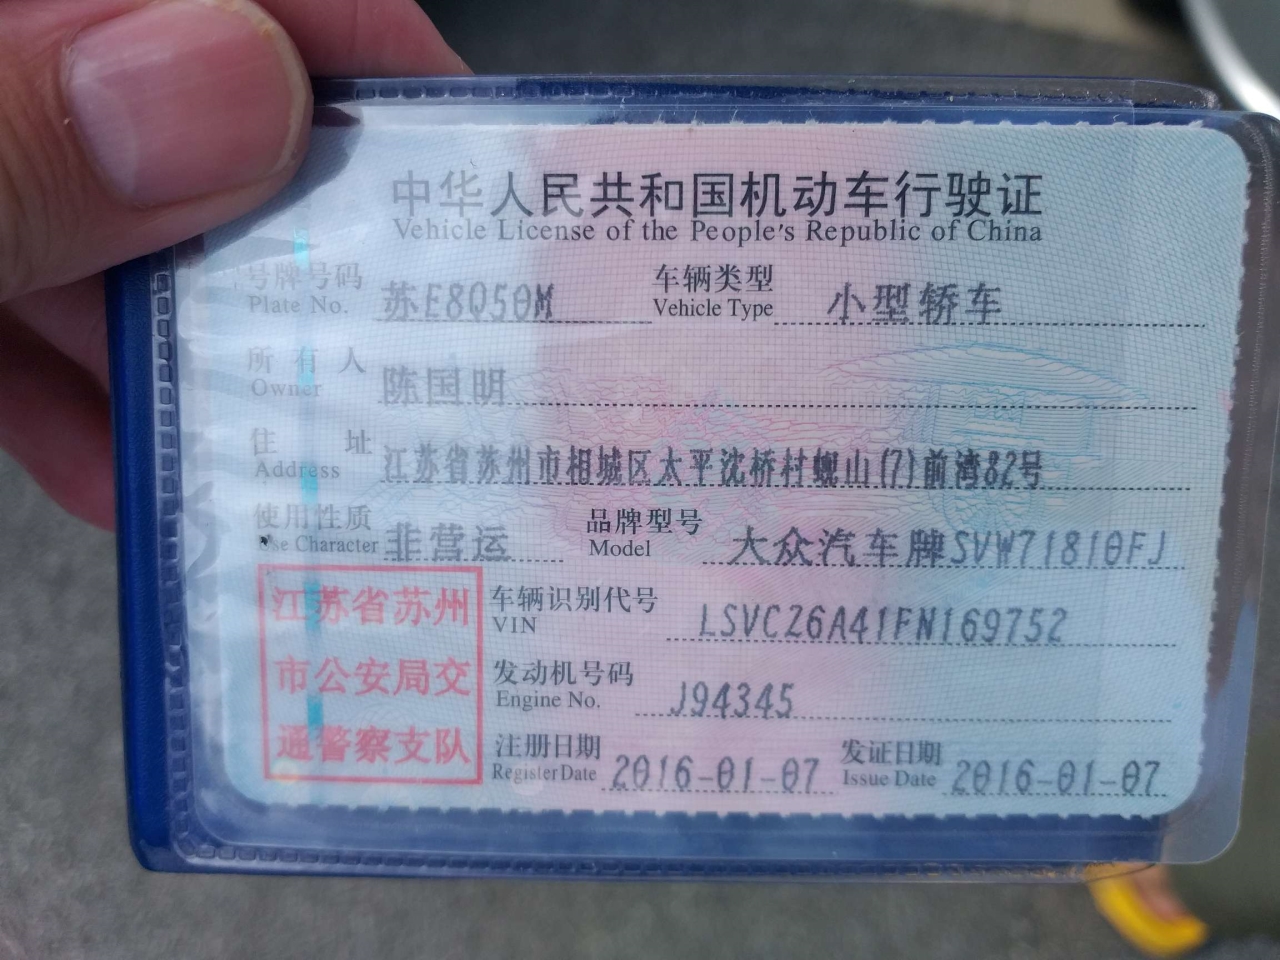 中华人民共和国机动车行驶证
Vehicle License of the People's Republic of China
号牌号码 苏E8Q50M 车辆类型 小型轿车
Plate No. Vehicle Type
所有人 陈国明
Owner
住址 江苏省苏州市相城区太平沈桥村蚬山(7)前湾82号
Address
使用性质 非营运 品牌型号 大众汽车牌SVW71810FJ
Use Character Model
江苏省苏州
市公安局交
通警察支队
车辆识别代号 LSVCZ6A41FN169752
VIN
发动机号码 J94345
Engine No.
注册日期 2016-01-07 发证日期 2016-01-07
Register Date Issue Date